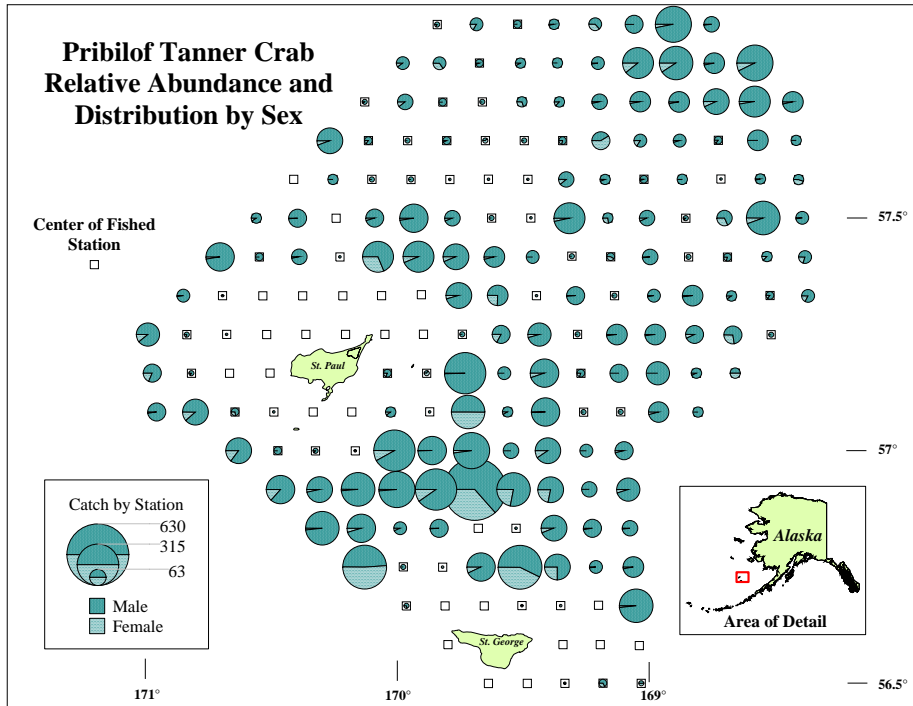 Pribilof Tanner Crab
Relative Abundance and
Distribution by Sex
Center of Fished
Station
57.5°
St. Paul
57°
Catch by Station
630
315
63
Male
Female
Alaska
Area of Detail
St. George
171°
170°
169°
56.5°